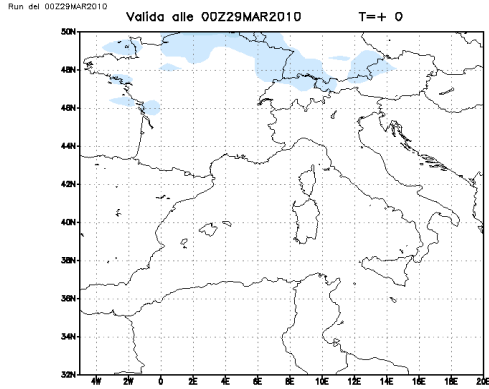 Run del 00Z29MAR2010
Valida alle 00Z29MAR2010 T=+ 0
50N
48N
46N
44N
42N
40N
38N
36N
34N
32N
4W 2W 0 2E 4E 6E 8E 10E 12E 14E 16E 18E 20E